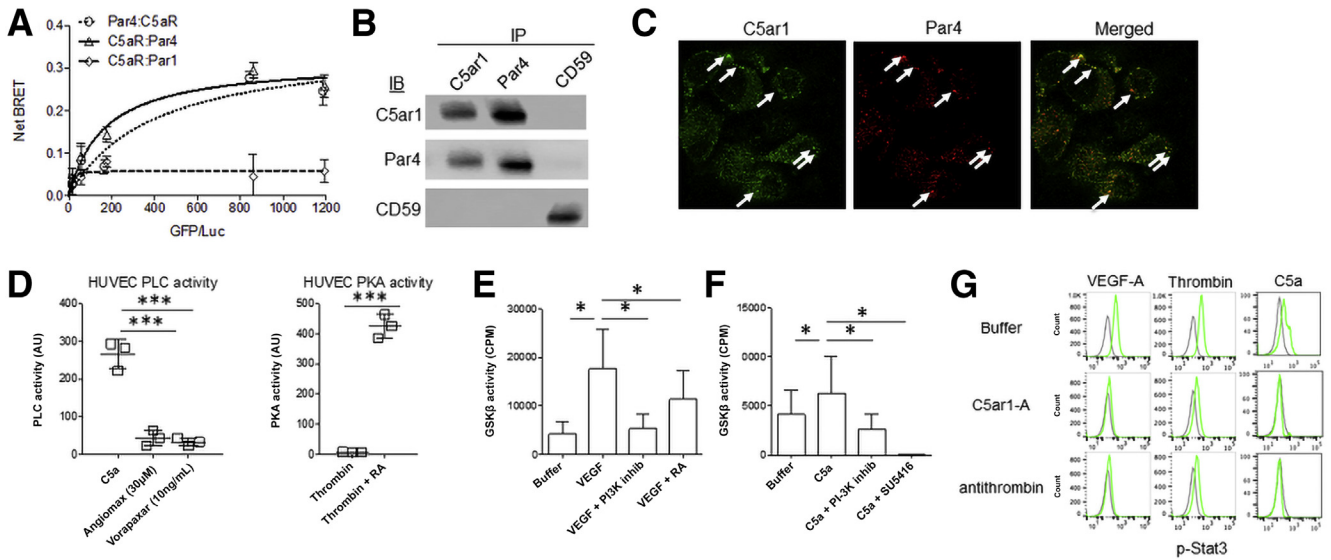 A
Par4:C5aR
C5aR:Par4
C5aR:Par1
Net BRET
0.4
0.3
0.2
0.1
0.0
0 200 400 600 800 1000 1200
GFP/Luc
B
IP
IB
C5ar1 Par4 CD59
C5ar1
Par4
CD59
C
C5ar1 Par4 Merged
D
HUVEC PLC activity
PLC activity (AU)
400
300
200
100
0
***
***
C5a
Angiomax (30μM)
Vorapaxar (10ng/mL)
HUVEC PKA activity
PKA activity (AU)
500
400
300
200
100
0
***
Thrombin
Thrombin + RA
E
GSKβ activity (CPM)
30000
20000
10000
0
*
*
*
Buffer
VEGF
VEGF + PI3K inhib
VEGF + RA
F
GSKβ activity (CPM)
15000
0000
5000
0
*
*
*
Buffer
C5a
C5a + PI-3K inhib
C5a + SU5416
G
VEGF-A Thrombin C5a
Buffer
C5ar1-A
antithrombin
Count
Count
Count
p-Stat3